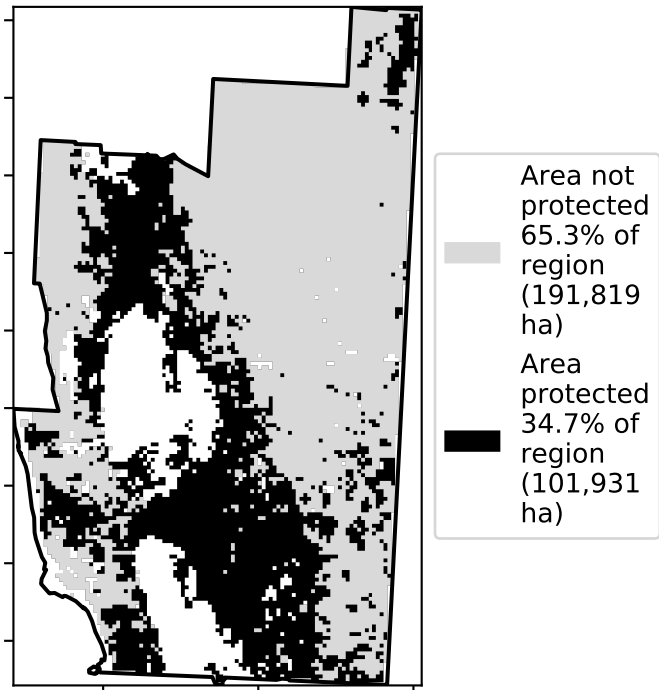 Area not
protected
65.3% of
region
(191,819
ha)
Area
protected
34.7% of
region
(101,931
ha)